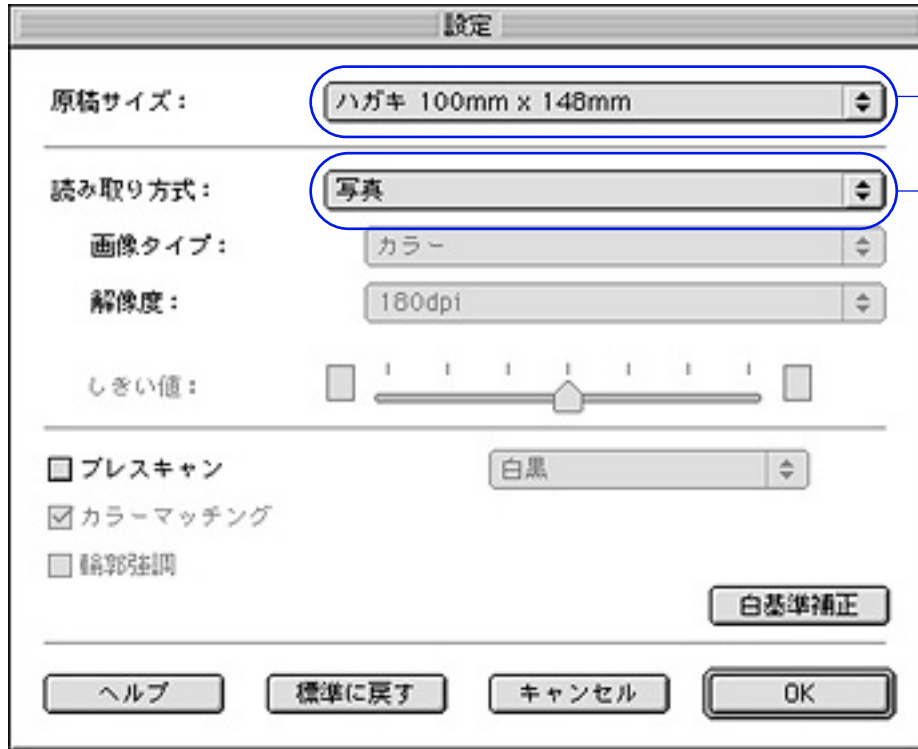 設定
原稿サイズ： ハガキ 100mm x 148mm
読み取り方式： 写真
画像タイプ： カラー
解像度： 180dpi
しきい値：
プレスキャン 白黒
カラーマッチング
輪郭強調
白基準補正
ヘルプ 標準に戻す キャンセル OK